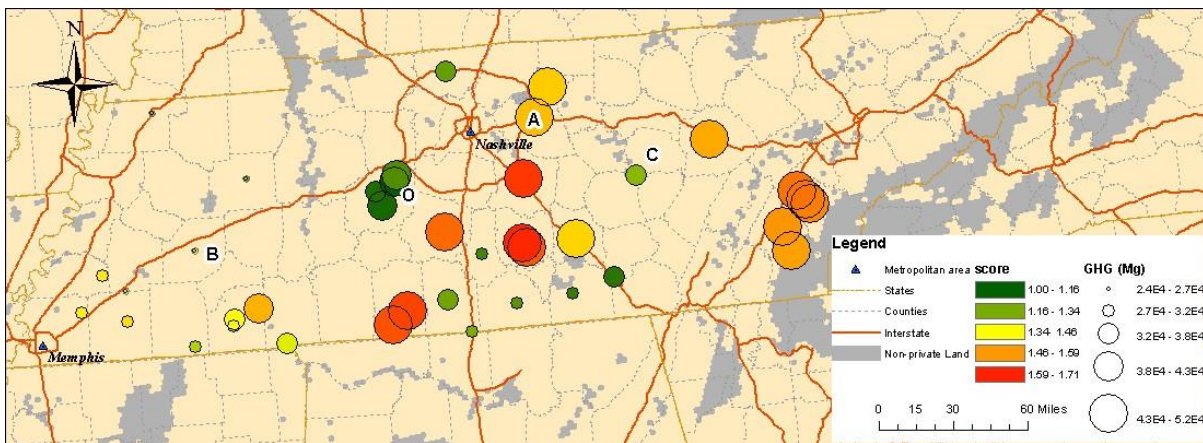 N
A
Nashville
C
O
B
Memphis
Legend
Metropolitan area
States
Counties
Interstate
Non-private Land
score
1.00 - 1.16
1.16 - 1.34
1.34 1.46
1.46 - 1.59
1.59 - 1.71
GHG (Mg)
2.4E4 - 2.7E4
2.7E4 - 3.2E4
3.2E4 - 3.8E4
3.8E4 - 4.3E4
4.3E4 - 5.2E4
0 15 30 60 Miles